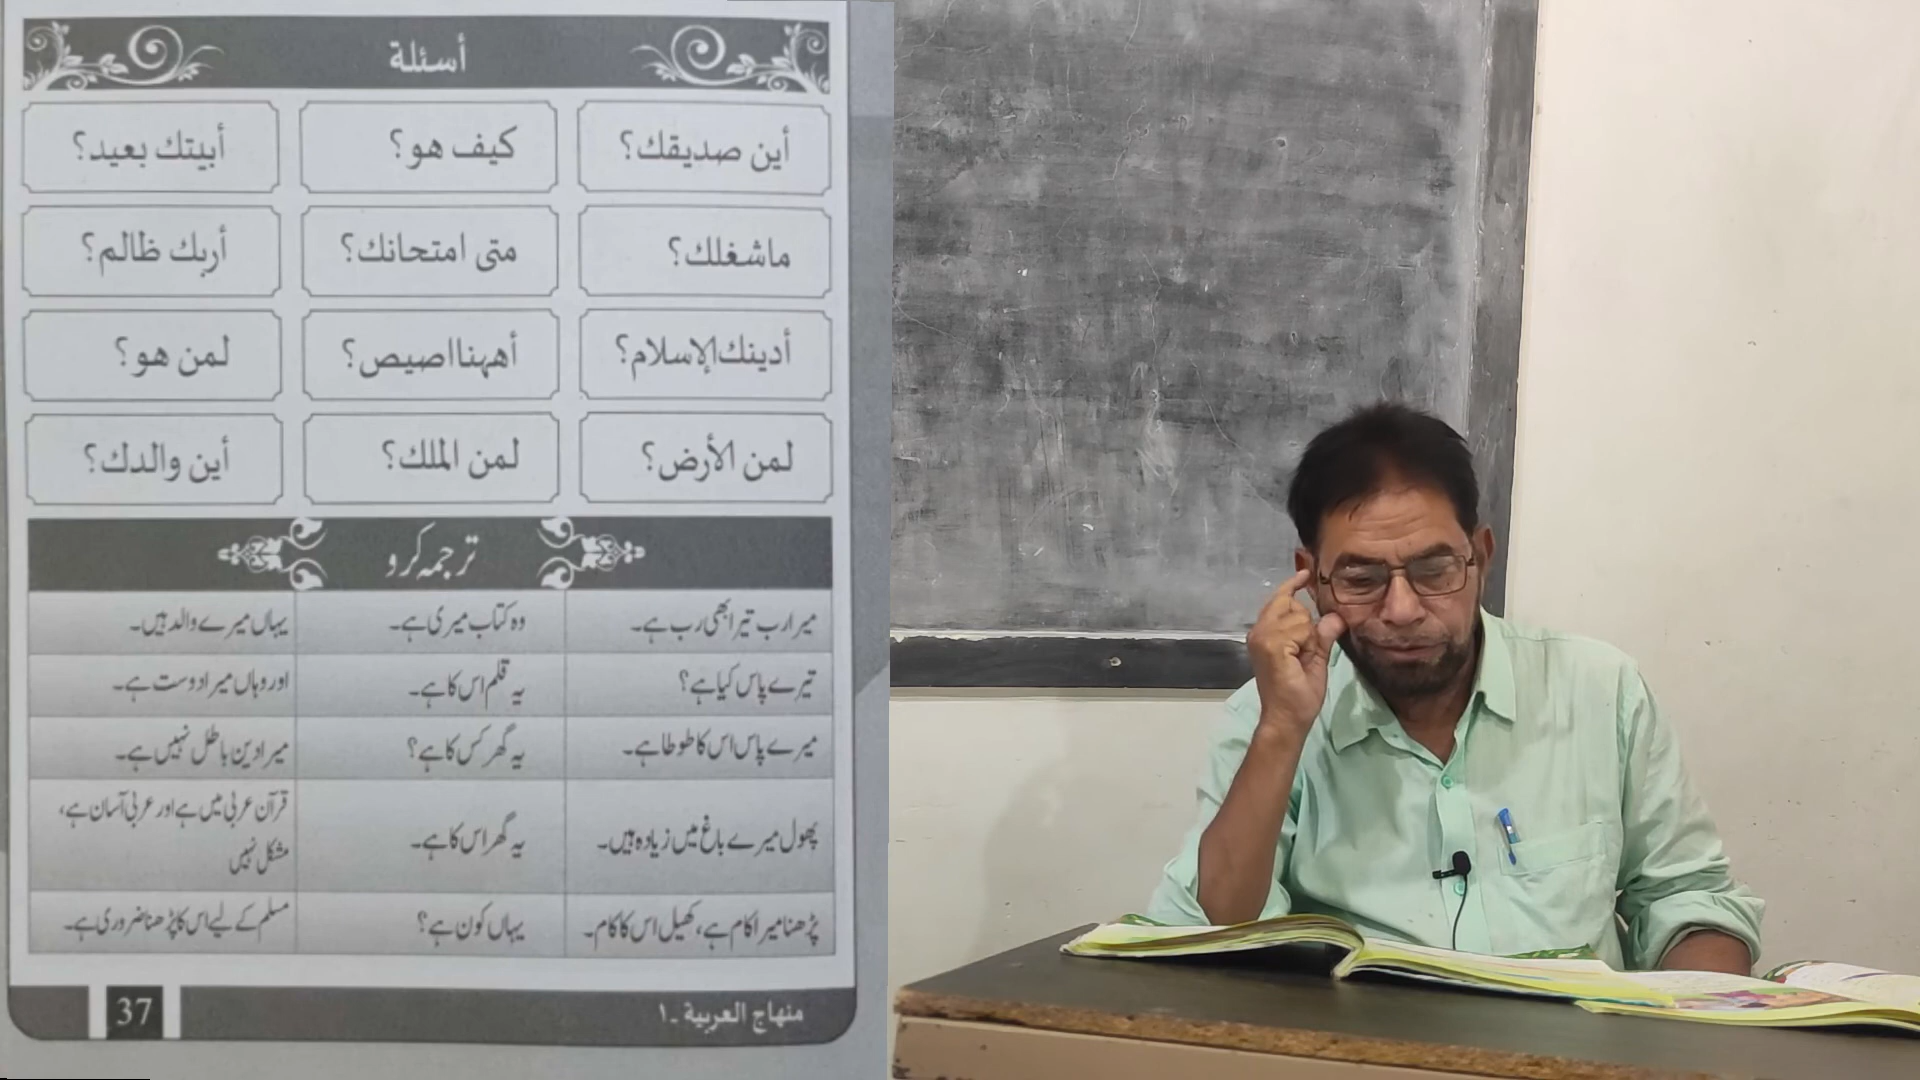 أسئلة
أين صديقك؟ كيف هو؟ أبيتك بعيد؟
ماشغلك؟ متى امتحانك؟ أربك ظالم؟
أدينك الإسلام؟ أههنا اصيص؟ لمن هو؟
لمن الأرض؟ لمن الملك؟ أين والدك؟
ترجمہ کرو
میرا رب تیرا بھی رب ہے۔ وہ کتاب میری ہے۔ یہاں میرے والد ہیں۔
تیرے پاس کیا ہے؟ یہ قلم اس کا ہے۔ اور وہاں میرا دوست ہے۔
میرے پاس اس کا طوطا ہے۔ یہ گھر کس کا ہے؟ میرا دین باطل نہیں ہے۔
پھول میرے باغ میں زیادہ ہیں۔ یہ گھر اس کا ہے۔ قرآن عربی میں ہے اور عربی آسان ہے،
مشکل نہیں
پڑھنا میرا کام ہے، کھیل اس کا کام۔ یہاں کون ہے؟ مسلم کے لیے اس کا پڑھنا ضروری ہے۔
منهاج العربية ـ ١ 37